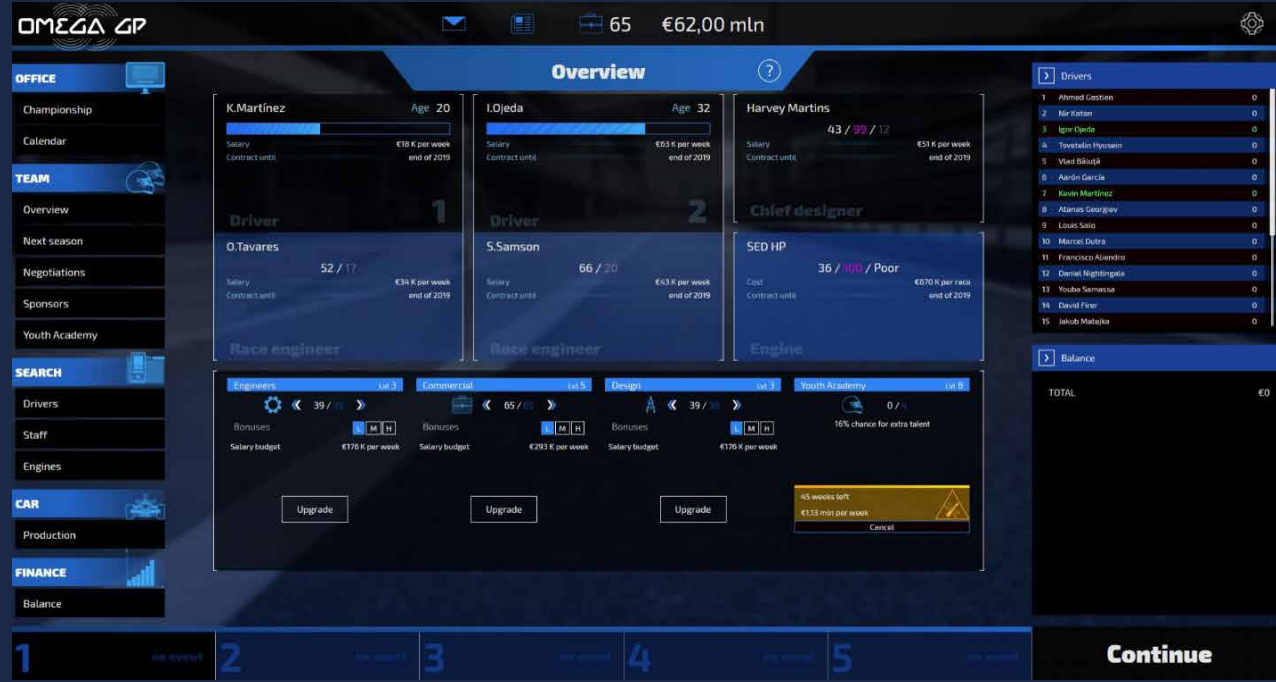 OMEGA GP
65 €62,00 mln
OFFICE
Championship
Calendar
TEAM
Overview
Next season
Negotiations
Sponsors
Youth Academy
SEARCH
Drivers
Staff
Engines
CAR
Production
FINANCE
Balance
Overview ?
K.Martínez Age 20
Salary €18 K per week
Contract until end of 2019
Driver 1
I.Ojeda Age 32
Salary €63 K per week
Contract until end of 2019
Driver 2
Harvey Martins
43 / 99 / 12
Salary €51 K per week
Contract until end of 2019
Chief designer
O.Tavares
52 / 17
Salary €34 K per week
Contract until end of 2019
Race engineer
S.Samson
66 / 20
Salary €43 K per week
Contract until end of 2019
Race engineer
SED HP
36 / 100 / Poor
Cost €670 K per race
Contract until end of 2019
Engine
Engineers Lvl 3
39 /
Bonuses L M H
Salary budget €176 K per week
Upgrade
Commercial Lvl 5
65 /
Bonuses L M H
Salary budget €293 K per week
Upgrade
Design Lvl 3
39 /
Bonuses L M H
Salary budget €176 K per week
Upgrade
Youth Academy Lvl 8
0 /
16% chance for extra talent
45 weeks left
€1,13 mln per week
Cancel
Drivers
1 Ahmed Gastien 0
2 Nir Katan 0
3 Igor Ojeda 0
4 Tsvetelin Hyusein 0
5 Vlad Băluță 0
6 Aarón García 0
7 Kevin Martínez 0
8 Atanas Georgiev 0
9 Louis Salo 0
10 Marcel Dutra 0
11 Francisco Aliendro 0
12 Daniel Nightingale 0
13 Youba Samassa 0
14 David Firer 0
15 Jakub Matejka 0
Balance
TOTAL €0
1 no event
2 no event
3 no event
4 no event
5 no event
Continue